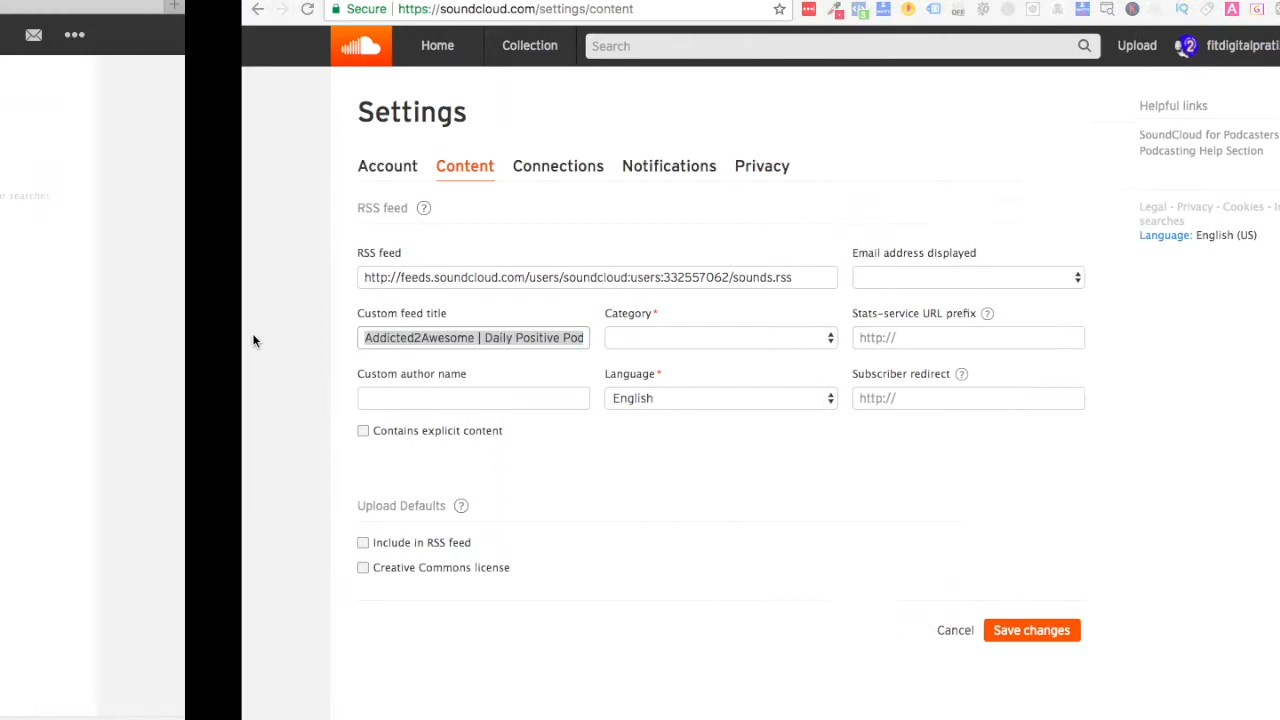 Secure https://soundcloud.com/settings/content
Home Collection Search Upload fitdigitalprati
Settings
Helpful links
SoundCloud for Podcasters
Podcasting Help Section
Account Content Connections Notifications Privacy
r searches
RSS feed ?
Legal - Privacy - Cookies - I
searches
Language: English (US)
RSS feed Email address displayed
http://feeds.soundcloud.com/users/soundcloud:users:332557062/sounds.rss
Custom feed title Category* Stats-service URL prefix ?
Addicted2Awesome | Daily Positive Pod http://
Custom author name Language* Subscriber redirect ?
English http://
Contains explicit content
Upload Defaults ?
Include in RSS feed
Creative Commons license
Cancel Save changes